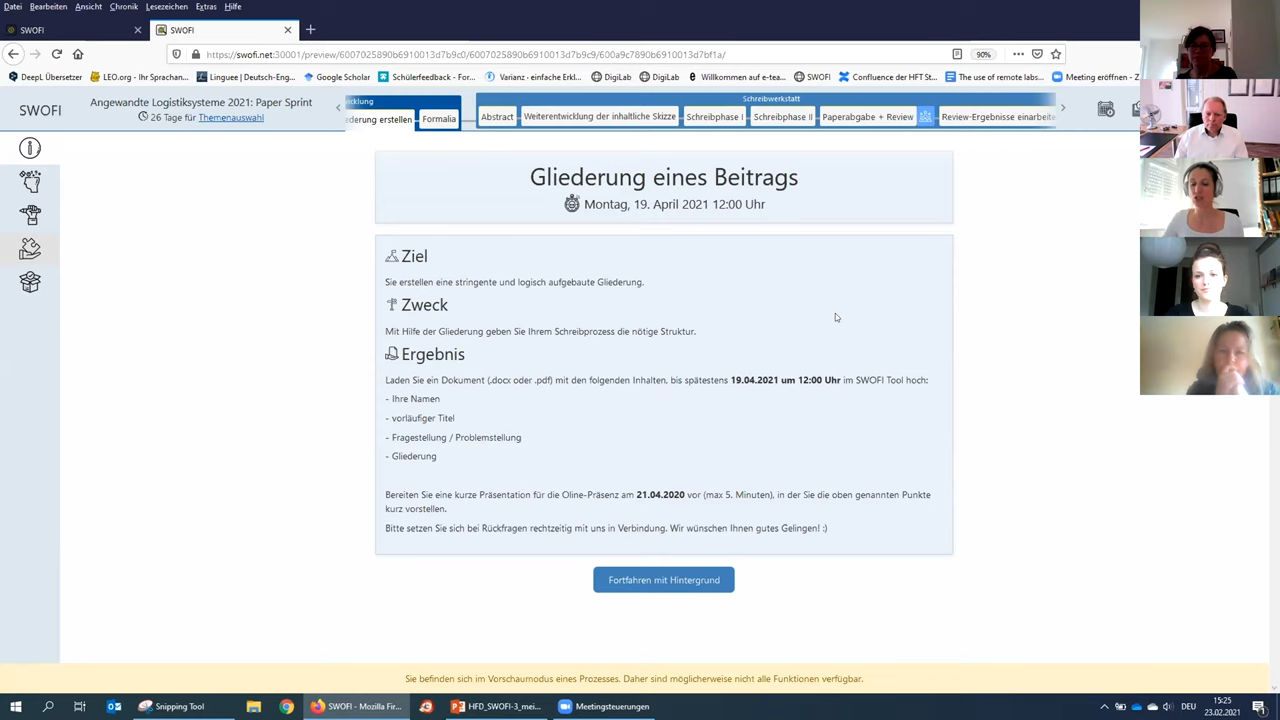 Datei Bearbeiten Ansicht Chronik Lesezeichen Extras Hilfe
SWOFI
SWOFI
https://swofi.net:30001/preview/6007025890b6910013d7b9c0/6007025890b6910013d7b9c9/600a9c7890b6910013d7bf1a/
90%
DeepL Übersetzer LEO.org - Ihr Sprachan... Linguee | Deutsch-Eng... Google Scholar Schülerfeedback - For... Varianz - einfache Erkl... DigiLab DigiLab Willkommen auf e-tea... SWOFI Confluence der HFT St... The use of remote labs... Meeting eröffnen - Z
SWOFI
Angewandte Logistiksysteme 2021: Paper Sprint
26 Tage für Themenauswahl
cklung
ederung erstellen
Formalia
Schreibwerkstatt
Abstract
Weiterentwicklung der inhaltliche Skizze
Schreibphase I
Schreibphase II
Paperabgabe + Review
Review-Ergebnisse einarbeite
Gliederung eines Beitrags
Montag, 19. April 2021 12:00 Uhr
Ziel
Sie erstellen eine stringente und logisch aufgebaute Gliederung.
Zweck
Mit Hilfe der Gliederung geben Sie Ihrem Schreibprozess die nötige Struktur.
Ergebnis
Laden Sie ein Dokument (.docx oder .pdf) mit den folgenden Inhalten, bis spätestens 19.04.2021 um 12:00 Uhr im SWOFI Tool hoch:
- Ihre Namen
- vorläufiger Titel
- Fragestellung / Problemstellung
- Gliederung
Bereiten Sie eine kurze Präsentation für die Oline-Präsenz am 21.04.2020 vor (max 5. Minuten), in der Sie die oben genannten Punkte
kurz vorstellen.
Bitte setzen Sie sich bei Rückfragen rechtzeitig mit uns in Verbindung. Wir wünschen Ihnen gutes Gelingen! :)
Fortfahren mit Hintergrund
Sie befinden sich im Vorschaumodus eines Prozesses. Daher sind möglicherweise nicht alle Funktionen verfügbar.
Snipping Tool
SWOFI - Mozilla Fir...
HFD_SWOFI-3_mei...
Meetingsteuerungen
DEU
15:25
23.02.2021